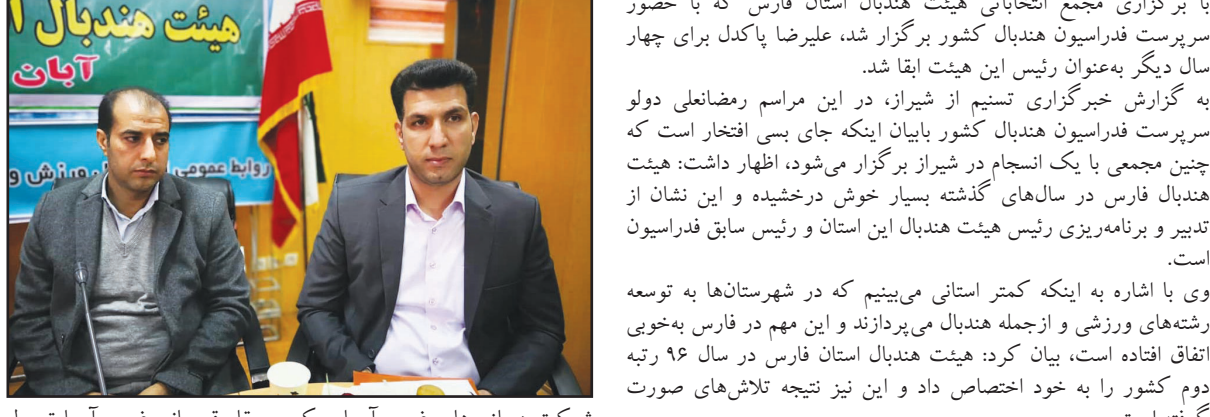 با برگزاری مجمع انتخاباتی هیئت هندبال استان فارس که با حضور
سرپرست فدراسیون هندبال کشور برگزار شد، علیرضا پاکدل برای چهار
سال دیگر به‌عنوان رئیس این هیئت ابقا شد.
به گزارش خبرگزاری تسنیم از شیراز، در این مراسم رمضانعلی دولو
سرپرست فدراسیون هندبال کشور بابیان اینکه جای بسی افتخار است که
چنین مجمعی با یک انسجام در شیراز برگزار می‌شود، اظهار داشت: هیئت
هندبال فارس در سال‌های گذشته بسیار خوش درخشیده و این نشان از
تدبیر و برنامه‌ریزی رئیس هیئت هندبال این استان و رئیس سابق فدراسیون
است.
وی با اشاره به اینکه کمتر استانی می‌بینیم که در شهرستان‌ها به توسعه
رشته‌های ورزشی و ازجمله هندبال می‌پردازند و این مهم در فارس به‌خوبی
اتفاق افتاده است، بیان کرد: هیئت هندبال استان فارس در سال ۹۶ رتبه
دوم کشور را به خود اختصاص داد و این نیز نتیجه تلاش‌های صورت
هیئت هندبال
آبان
روابط عمومی
ورزش و